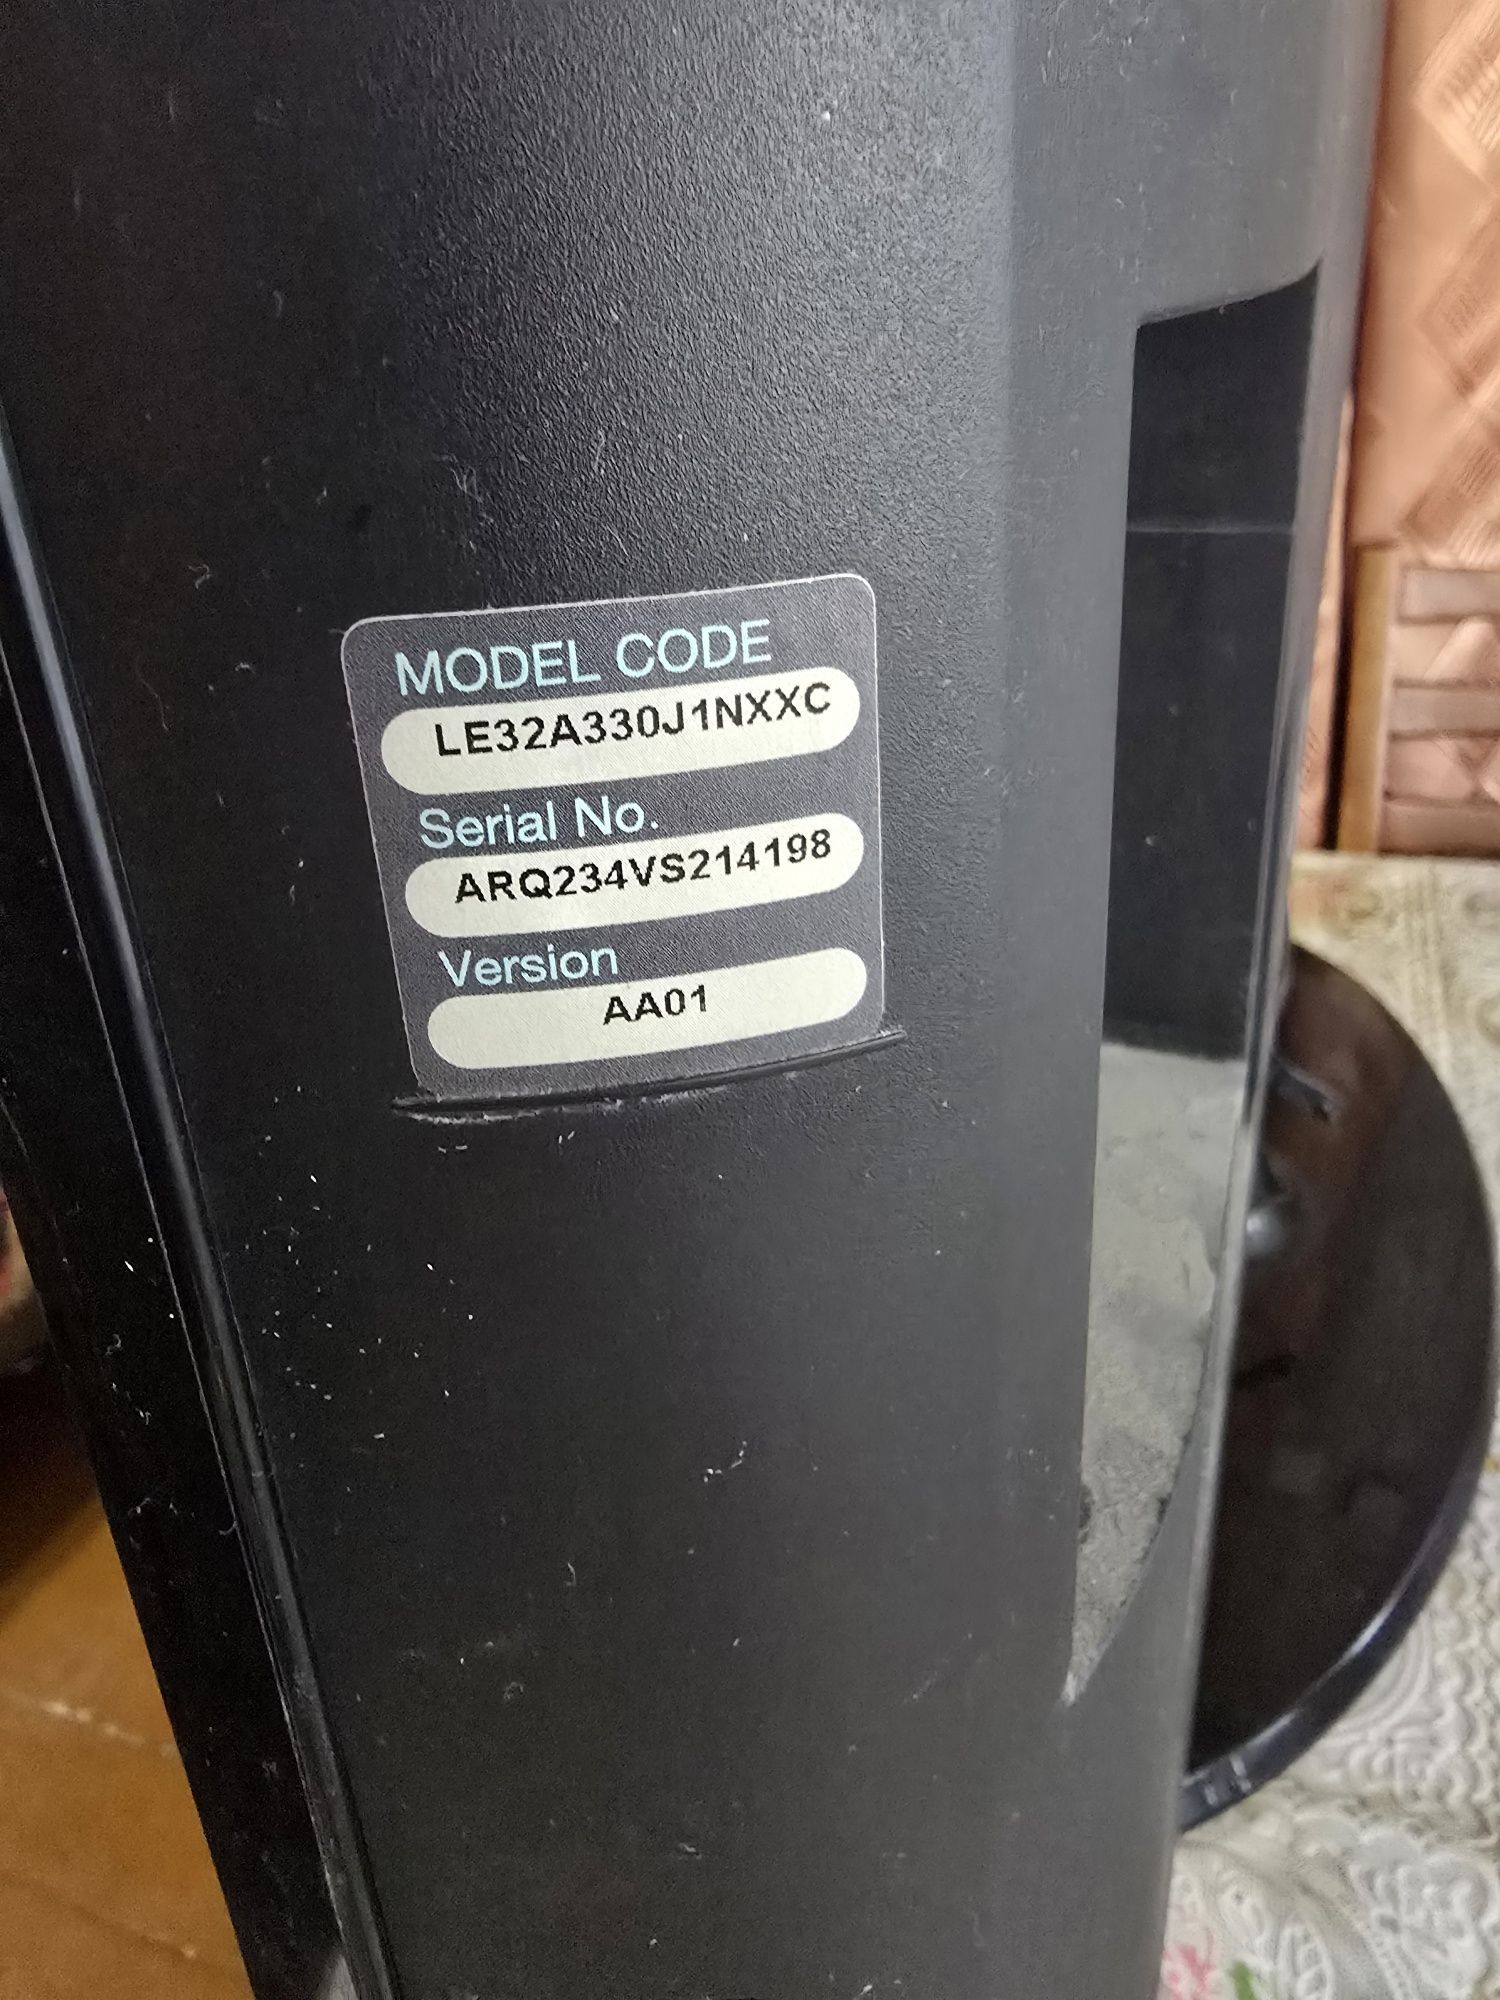 MODEL CODE
LE32A330J1NXXC
Serial No.
ARQ234VS214198
Version
AA01